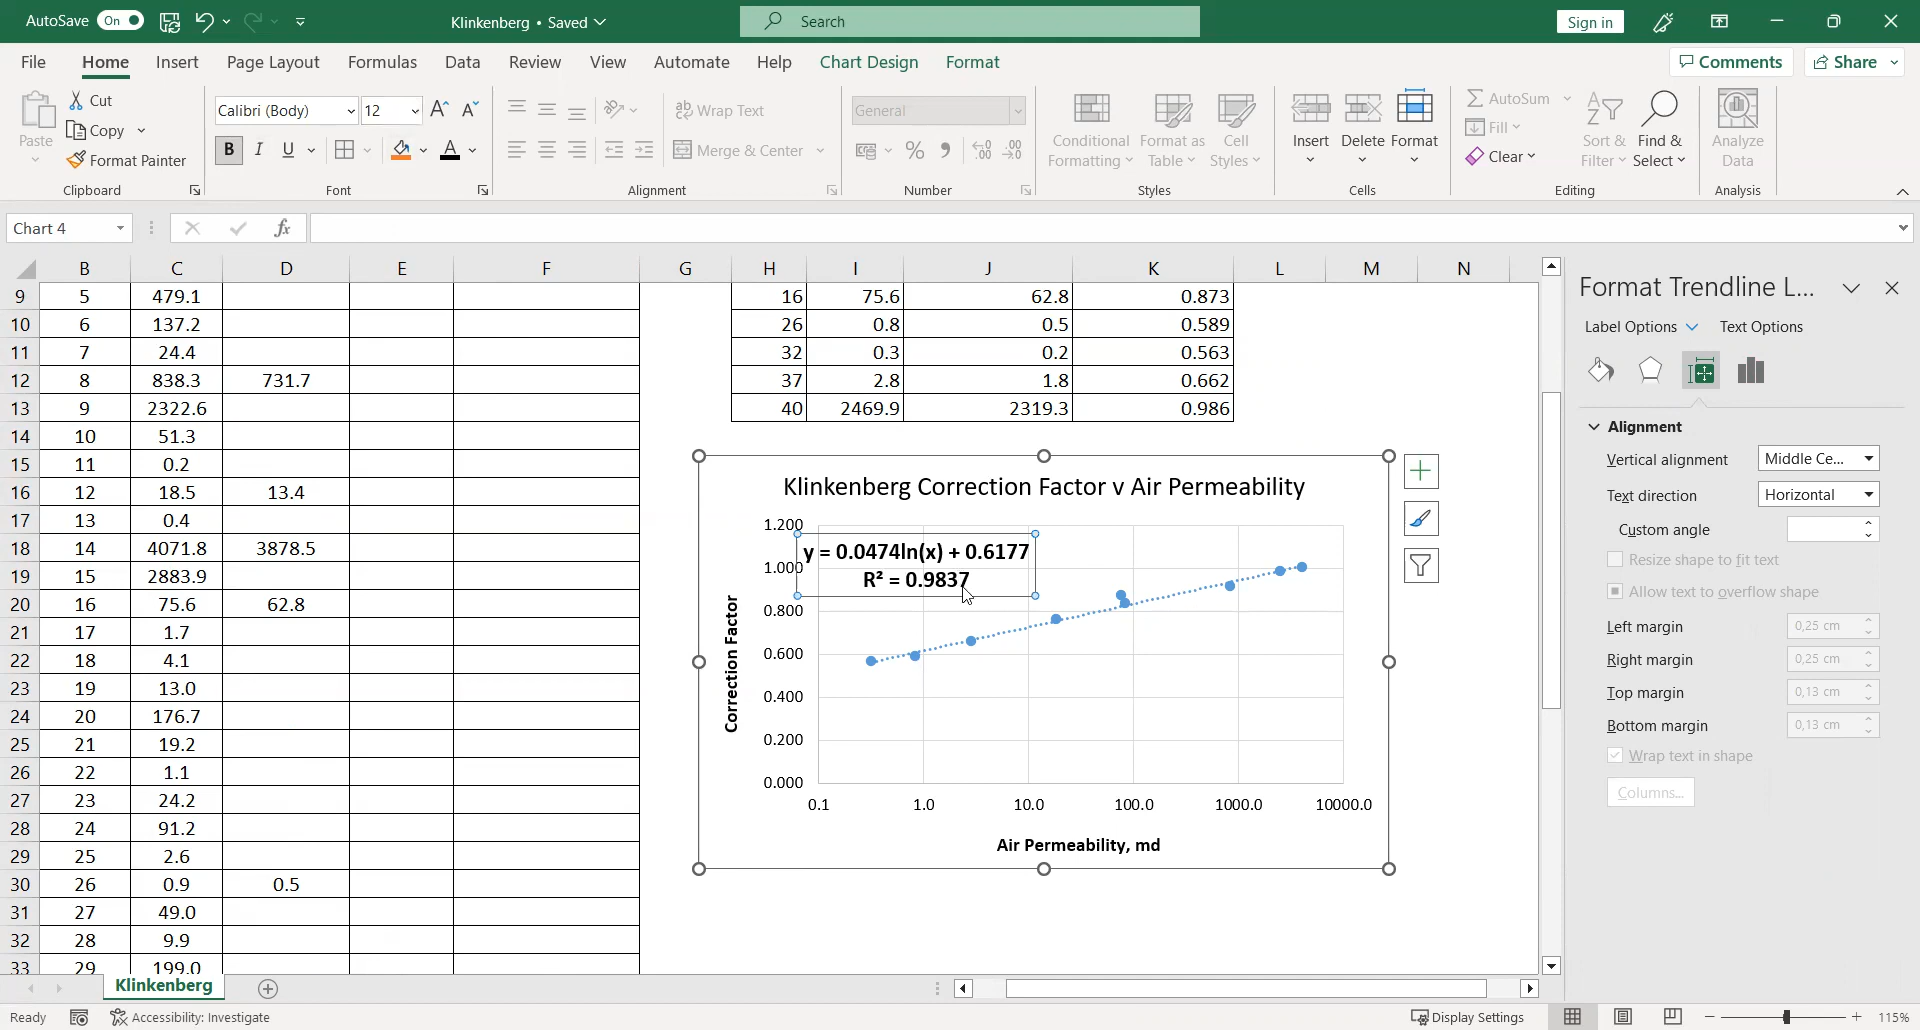 AutoSave On
Klinkenberg • Saved
Search
Sign in
File Home Insert Page Layout Formulas Data Review View Automate Help Chart Design Format
Comments Share
Paste
Cut
Copy
Format Painter
Clipboard
Calibri (Body) 12
B I U A
Font
Wrap Text
Merge & Center
Alignment
General
%
Number
Conditional Formatting
Format as Table
Cell Styles
Styles
Insert Delete Format
Cells
AutoSum
Fill
Clear
Sort & Filter
Find & Select
Editing
Analyze Data
Analysis
Chart 4
fx
B C D E F G H I J K L M N
9 5 479.1 16 75.6 62.8 0.873
10 6 137.2 26 0.8 0.5 0.589
11 7 24.4 32 0.3 0.2 0.563
12 8 838.3 731.7 37 2.8 1.8 0.662
13 9 2322.6 40 2469.9 2319.3 0.986
14 10 51.3
15 11 0.2
16 12 18.5 13.4
17 13 0.4
18 14 4071.8 3878.5
19 15 2883.9
20 16 75.6 62.8
21 17 1.7
22 18 4.1
23 19 13.0
24 20 176.7
25 21 19.2
26 22 1.1
27 23 24.2
28 24 91.2
29 25 2.6
30 26 0.9 0.5
31 27 49.0
32 28 9.9
33 29 199.0
Klinkenberg Correction Factor v Air Permeability
y = 0.0474ln(x) + 0.6177
R² = 0.9837
1.200
1.000
0.800
0.600
0.400
0.200
0.000
Correction Factor
0.1 1.0 10.0 100.0 1000.0 10000.0
Air Permeability, md
Format Trendline L...
Label Options Text Options
Alignment
Vertical alignment Middle Ce...
Text direction Horizontal
Custom angle
Resize shape to fit text
Allow text to overflow shape
Left margin 0,25 cm
Right margin 0,25 cm
Top margin 0,13 cm
Bottom margin 0,13 cm
Wrap text in shape
Columns...
Klinkenberg
Ready
Accessibility: Investigate
Display Settings
115%